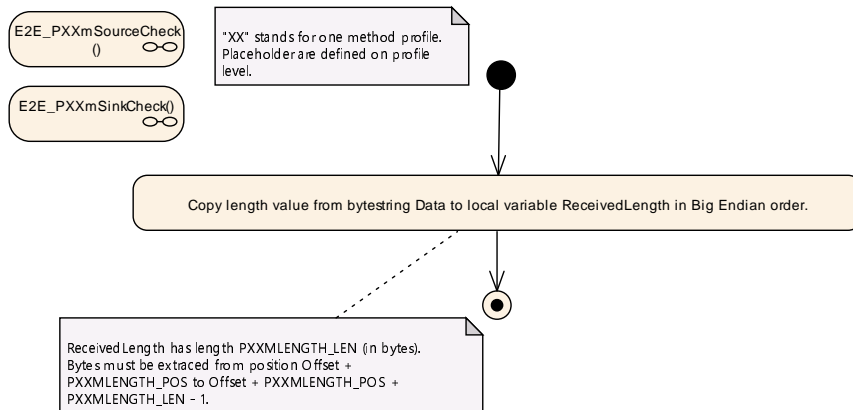 E2E_PXXmSourceCheck
()
"XX" stands for one method profile.
Placeholder are defined on profile
level.
E2E_PXXmSinkCheck()
Copy length value from bytestring Data to local variable ReceivedLength in Big Endian order.
ReceivedLength has length PXXMLENGTH_LEN (in bytes).
Bytes must be extraced from position Offset +
PXXMLENGTH_POS to Offset + PXXMLENGTH_POS +
PXXMLENGTH_LEN - 1.